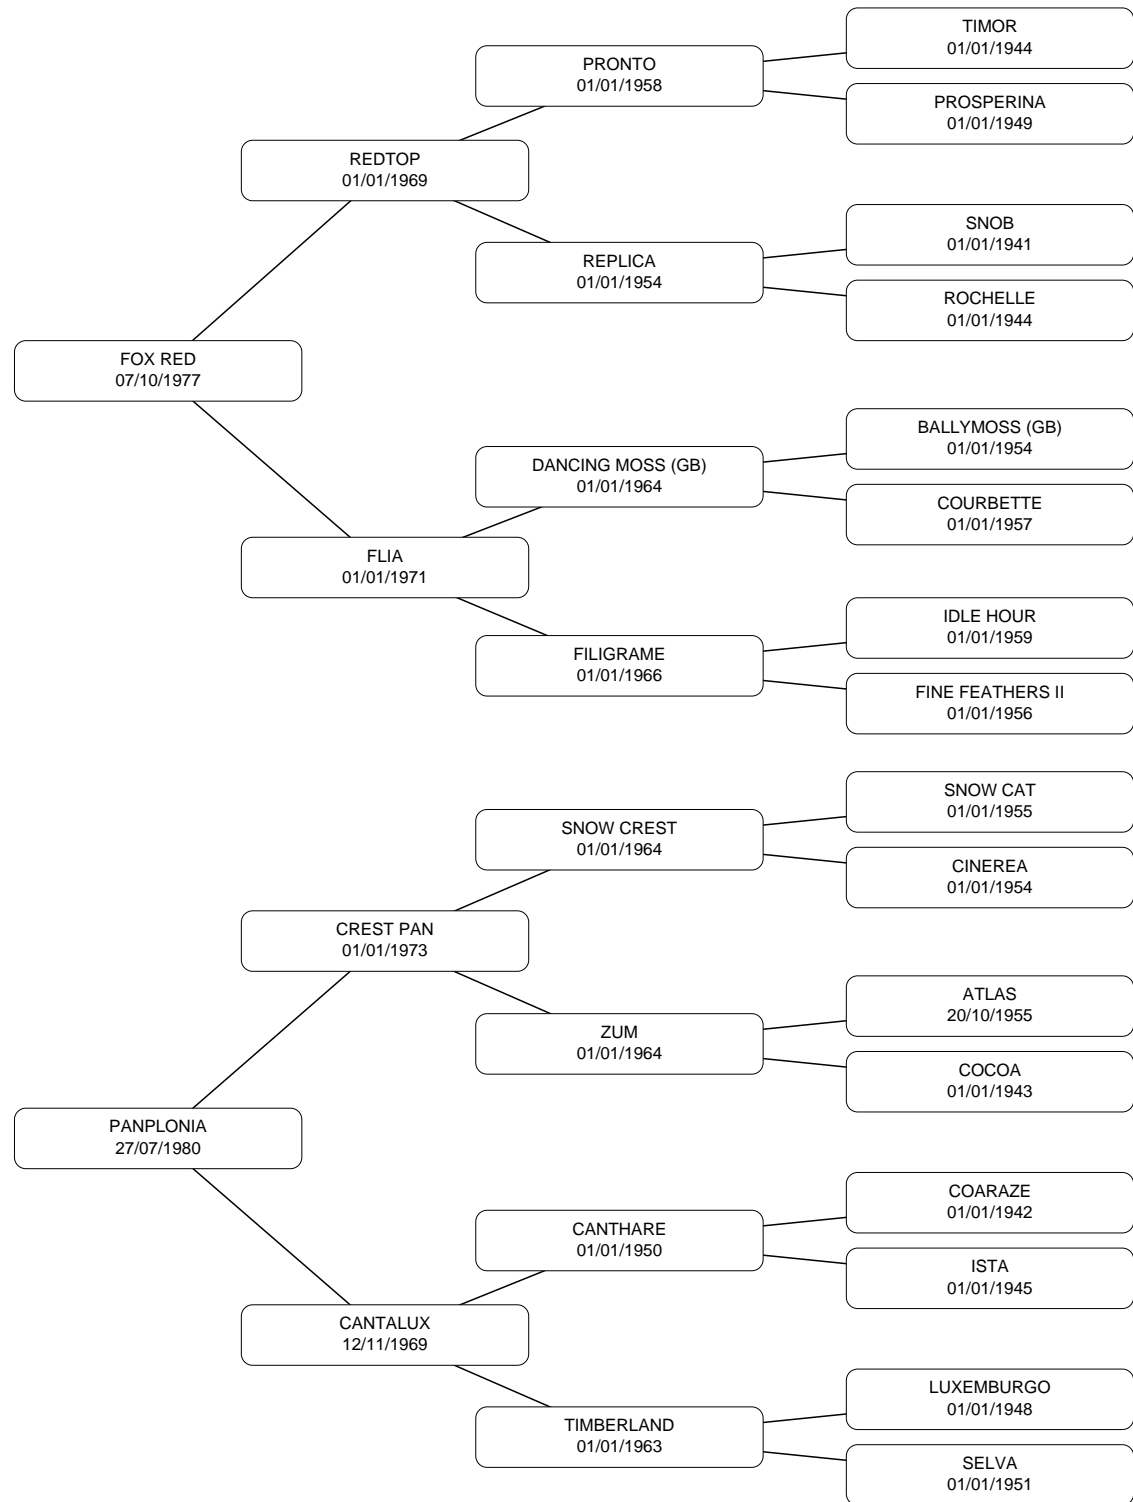 TIMOR
01/01/1944
PRONTO
01/01/1958
PROSPERINA
01/01/1949
REDTOP
01/01/1969
SNOB
01/01/1941
REPLICA
01/01/1954
ROCHELLE
01/01/1944
FOX RED
07/10/1977
BALLYMOSS (GB)
01/01/1954
DANCING MOSS (GB)
01/01/1964
COURBETTE
01/01/1957
FLIA
01/01/1971
IDLE HOUR
01/01/1959
FILIGRAME
01/01/1966
FINE FEATHERS II
01/01/1956
SNOW CAT
01/01/1955
SNOW CREST
01/01/1964
CINEREA
01/01/1954
CREST PAN
01/01/1973
ATLAS
20/10/1955
ZUM
01/01/1964
COCOA
01/01/1943
PANPLONIA
27/07/1980
COARAZE
01/01/1942
CANTHARE
01/01/1950
ISTA
01/01/1945
CANTALUX
12/11/1969
LUXEMBURGO
01/01/1948
TIMBERLAND
01/01/1963
SELVA
01/01/1951